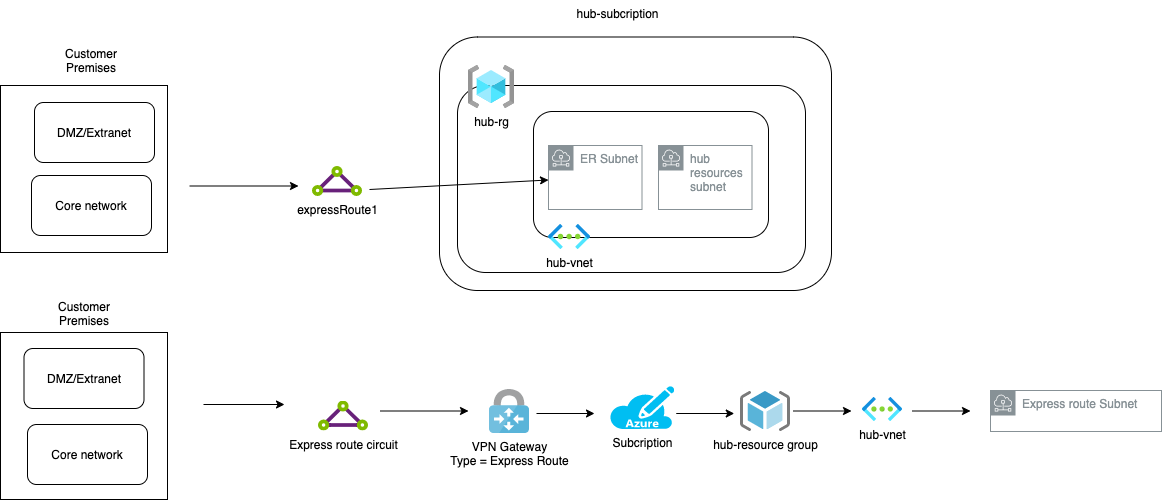 hub-subcription
Customer
Premises
DMZ/Extranet
Core network
expressRoute1
hub-rg
ER Subnet
hub
resources
subnet
hub-vnet
Customer
Premises
DMZ/Extranet
Core network
Express route circuit
VPN Gateway
Type = Express Route
Azure
Subcription
hub-resource group
hub-vnet
Express route Subnet